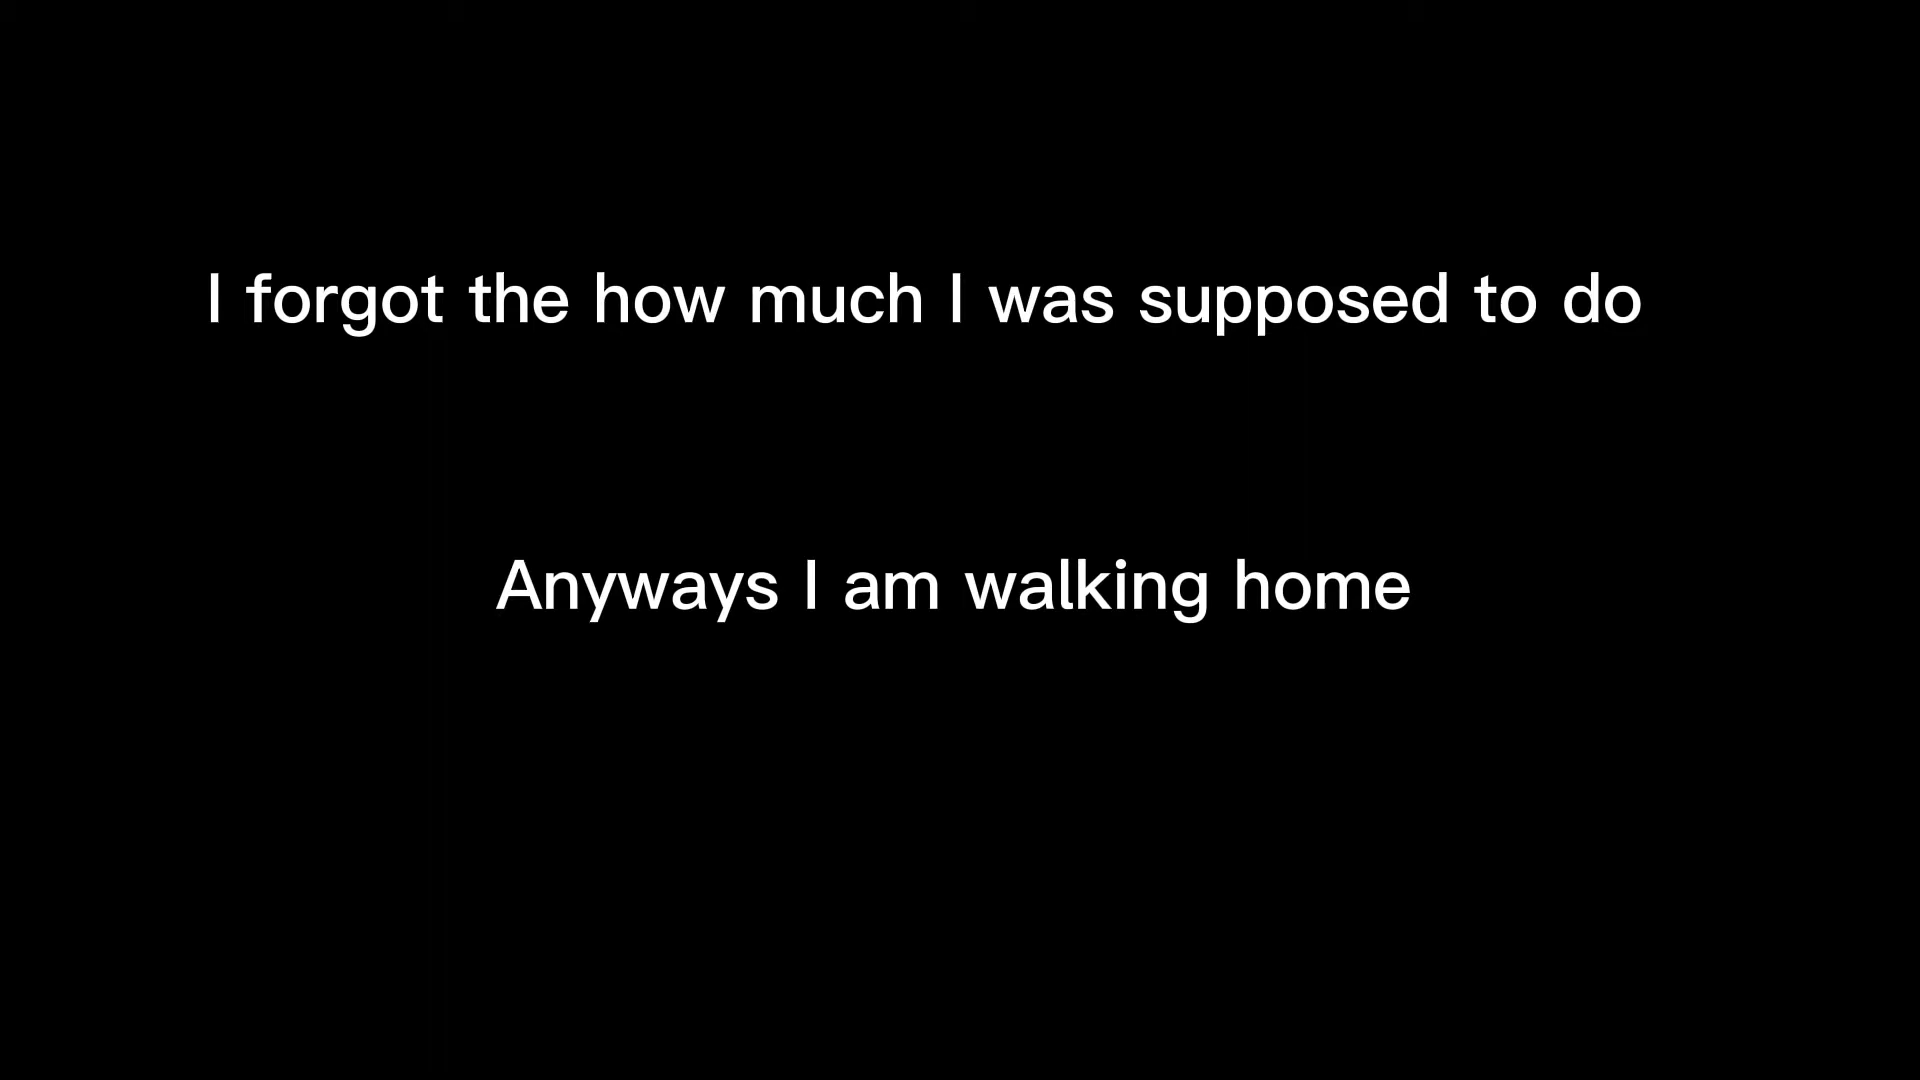 I forgot the how much I was supposed to do
Anyways I am walking home